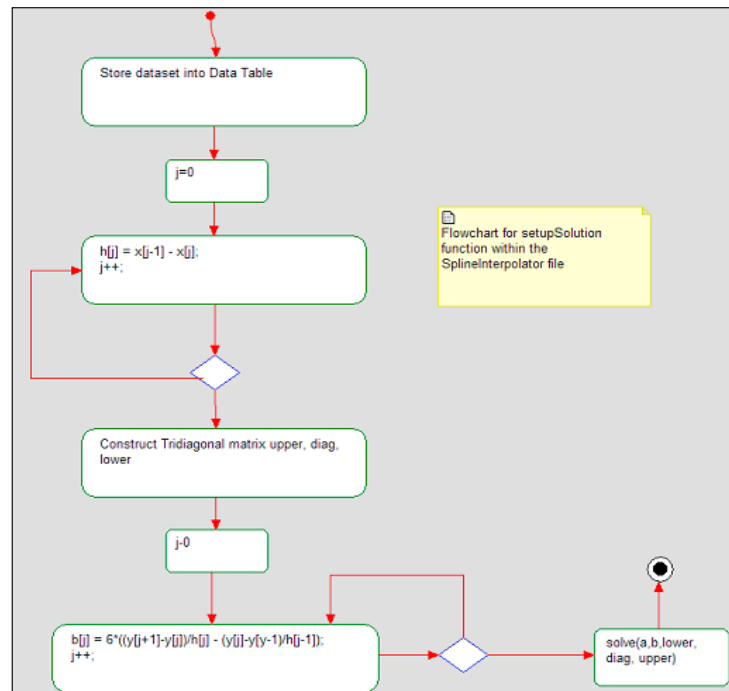 Store dataset into Data Table
j=0
h[j] = x[j-1] - x[j];
j++;
Flowchart for setupSolution
function within the
SplineInterpolator file
Construct Tridiagonal matrix upper, diag,
lower
j-0
b[j] = 6*((y[j+1]-y[j])/h[j] - (y[j]-y[y-1)/h[j-1]);
j++;
solve(a,b,lower,
diag, upper)